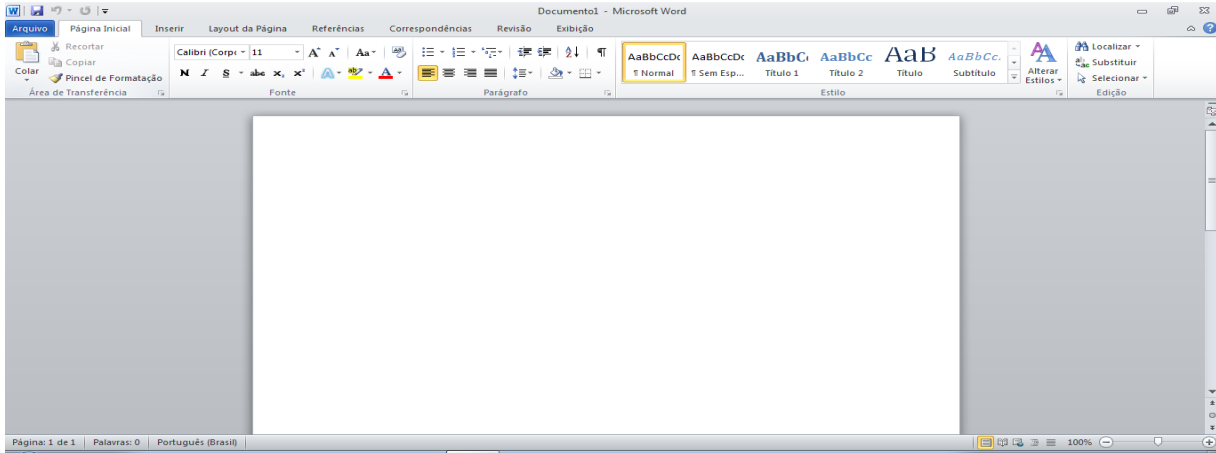 Documento1 - Microsoft Word
Arquivo Página Inicial Inserir Layout da Página Referências Correspondências Revisão Exibição
Colar
Recortar
Copiar
Pincel de Formatação
Área de Transferência
Calibri (Corpo 11 A A Aa
N I S abc x, x² ab A
Fonte
Parágrafo
AaBbCcDc AaBbCcDc AaBbC AaBbCc AaB AaBbCc.
¶ Normal ¶ Sem Esp... Título 1 Título 2 Título Subtítulo
Alterar
Estilos
Estilo
Localizar
Substituir
Selecionar
Edição
Página: 1 de 1 Palavras: 0 Português (Brasil) 100%